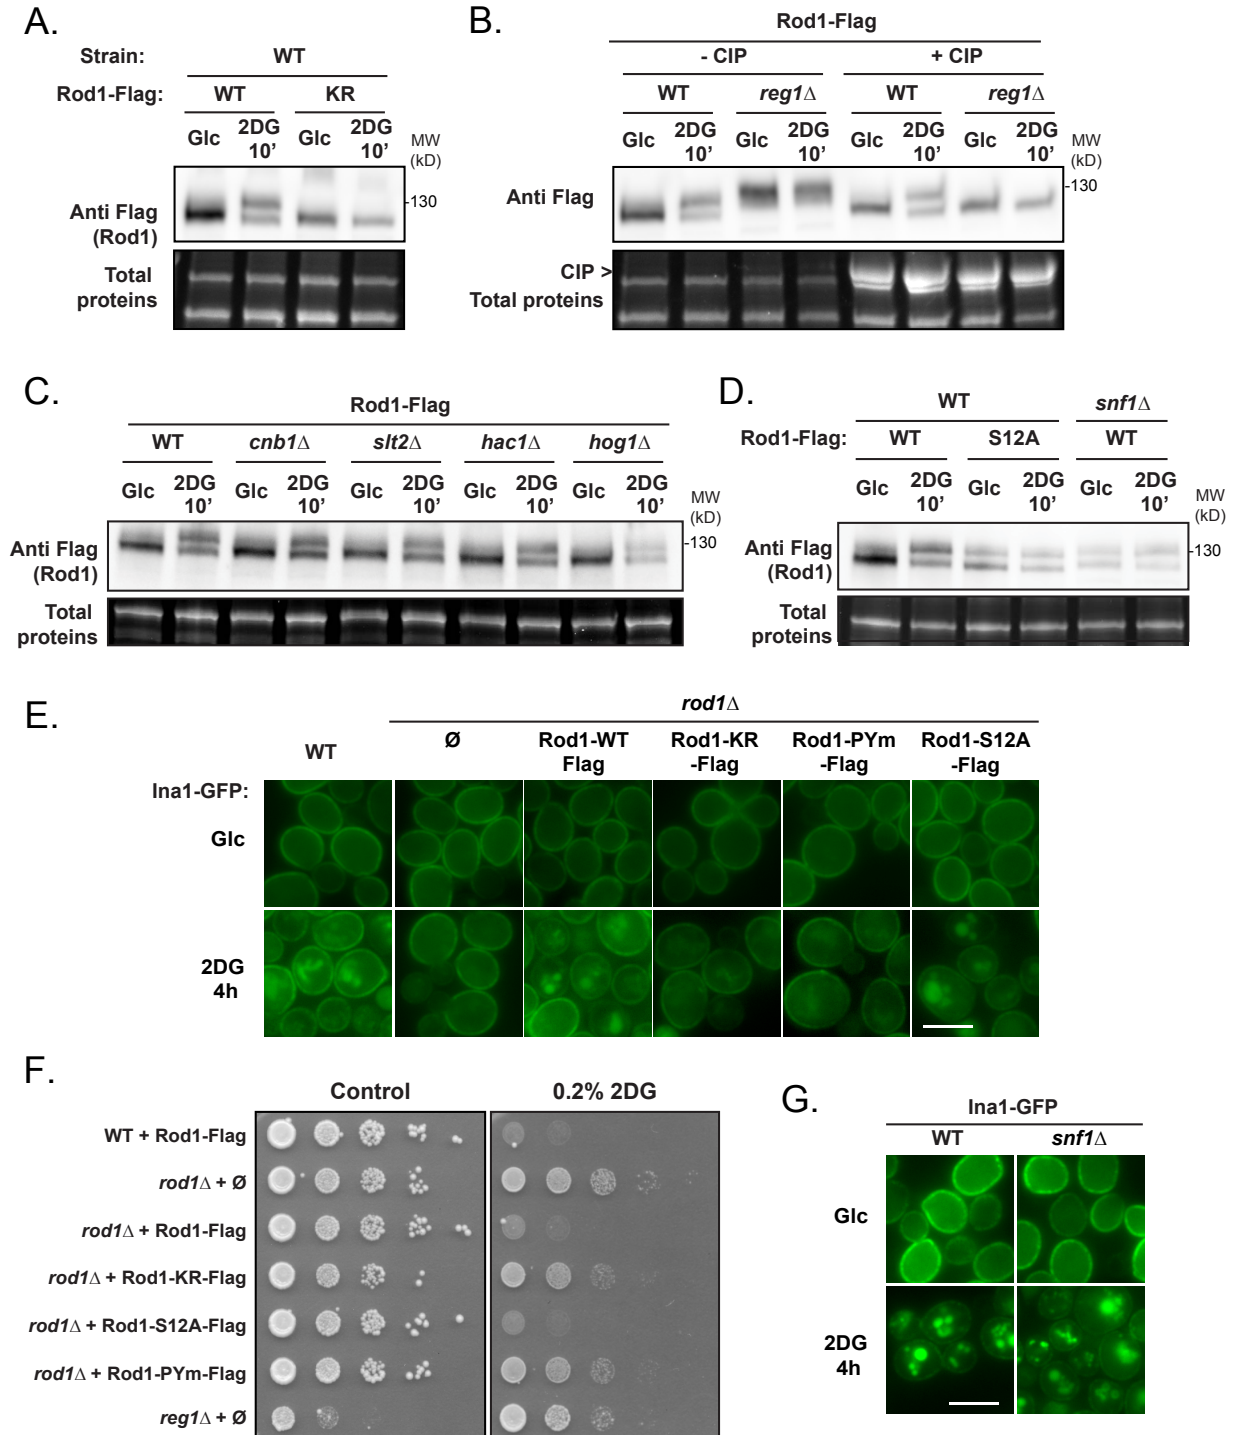 A.
Strain: WT
Rod1-Flag: WT KR
Glc 2DG 10' Glc 2DG 10' MW (kD)
-130
Anti Flag (Rod1)
Total proteins
B.
Rod1-Flag
- CIP + CIP
WT reg1Δ WT reg1Δ
Glc 2DG 10' Glc 2DG 10' Glc 2DG 10' Glc 2DG 10' MW (kD)
-130
Anti Flag
CIP >
Total proteins
C.
Rod1-Flag
WT cnb1Δ slt2Δ hac1Δ hog1Δ
Glc 2DG 10' Glc 2DG 10' Glc 2DG 10' Glc 2DG 10' Glc 2DG 10' MW (kD)
-130
Anti Flag (Rod1)
Total proteins
D.
WT snf1Δ
Rod1-Flag: WT S12A WT
Glc 2DG 10' Glc 2DG 10' Glc 2DG 10' MW (kD)
-130
Anti Flag (Rod1)
Total proteins
E.
rod1Δ
WT Ø Rod1-WT Flag Rod1-KR -Flag Rod1-PYm -Flag Rod1-S12A -Flag
Ina1-GFP:
Glc
2DG 4h
F.
Control 0.2% 2DG
WT + Rod1-Flag
rod1Δ + Ø
rod1Δ + Rod1-Flag
rod1Δ + Rod1-KR-Flag
rod1Δ + Rod1-S12A-Flag
rod1Δ + Rod1-PYm-Flag
reg1Δ + Ø
G.
Ina1-GFP
WT snf1Δ
Glc
2DG 4h